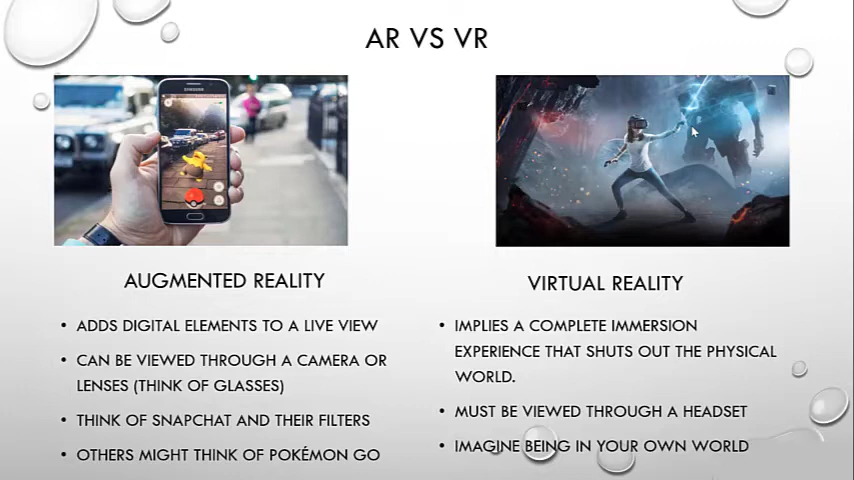 AR VS VR
SAMSUNG
AUGMENTED REALITY
• ADDS DIGITAL ELEMENTS TO A LIVE VIEW
• CAN BE VIEWED THROUGH A CAMERA OR
LENSES (THINK OF GLASSES)
• THINK OF SNAPCHAT AND THEIR FILTERS
• OTHERS MIGHT THINK OF POKÉMON GO
VIRTUAL REALITY
• IMPLIES A COMPLETE IMMERSION
EXPERIENCE THAT SHUTS OUT THE PHYSICAL
WORLD.
• MUST BE VIEWED THROUGH A HEADSET
• IMAGINE BEING IN YOUR OWN WORLD